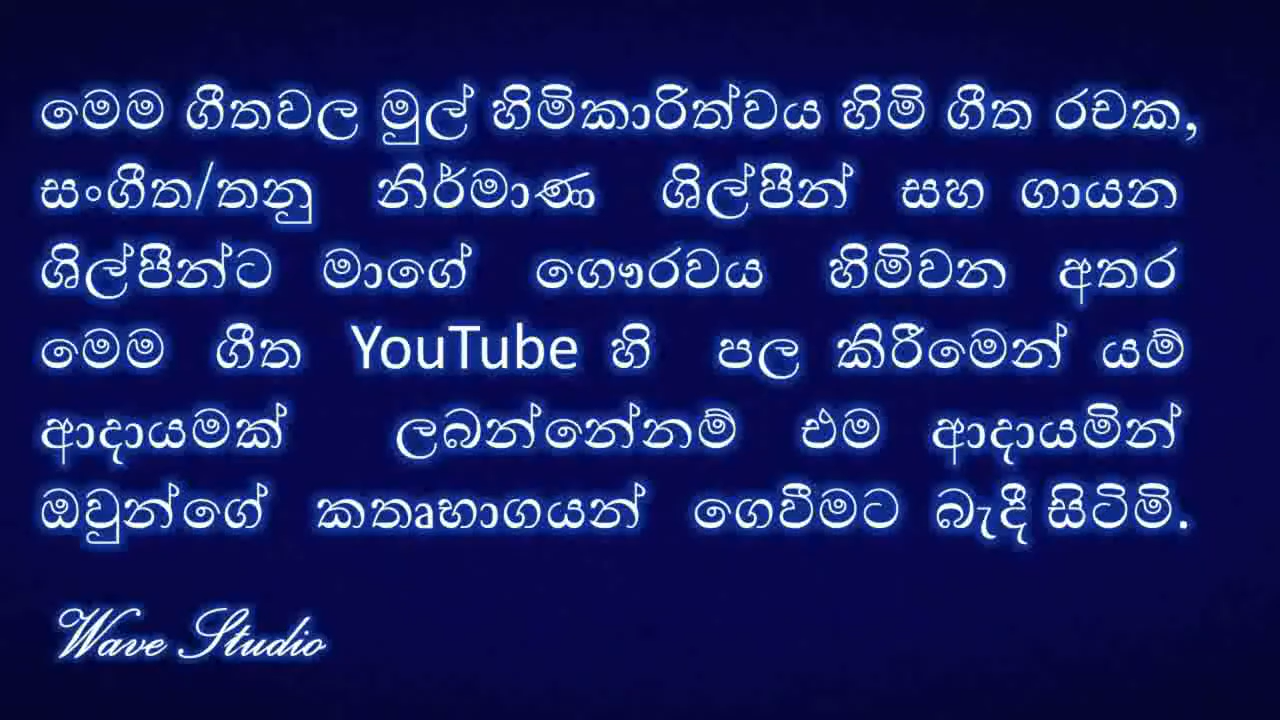 මෙම ගීතවල මුල් හිමිකාරිත්වය හිමි ගීත රචක,
සංගීත/තනු නිර්මාණ ශිල්පීන් සහ ගායන
ශිල්පීන්ට මාගේ ගෞරවය හිමිවන අතර
මෙම ගීත YouTube හි පල කිරීමෙන් යම්
ආදායමක් ලබන්නේනම් එම ආදායමින්
ඔවුන්ගේ කතෘභාගයන් ගෙවීමට බැදී සිටිමි.
Wave Studio